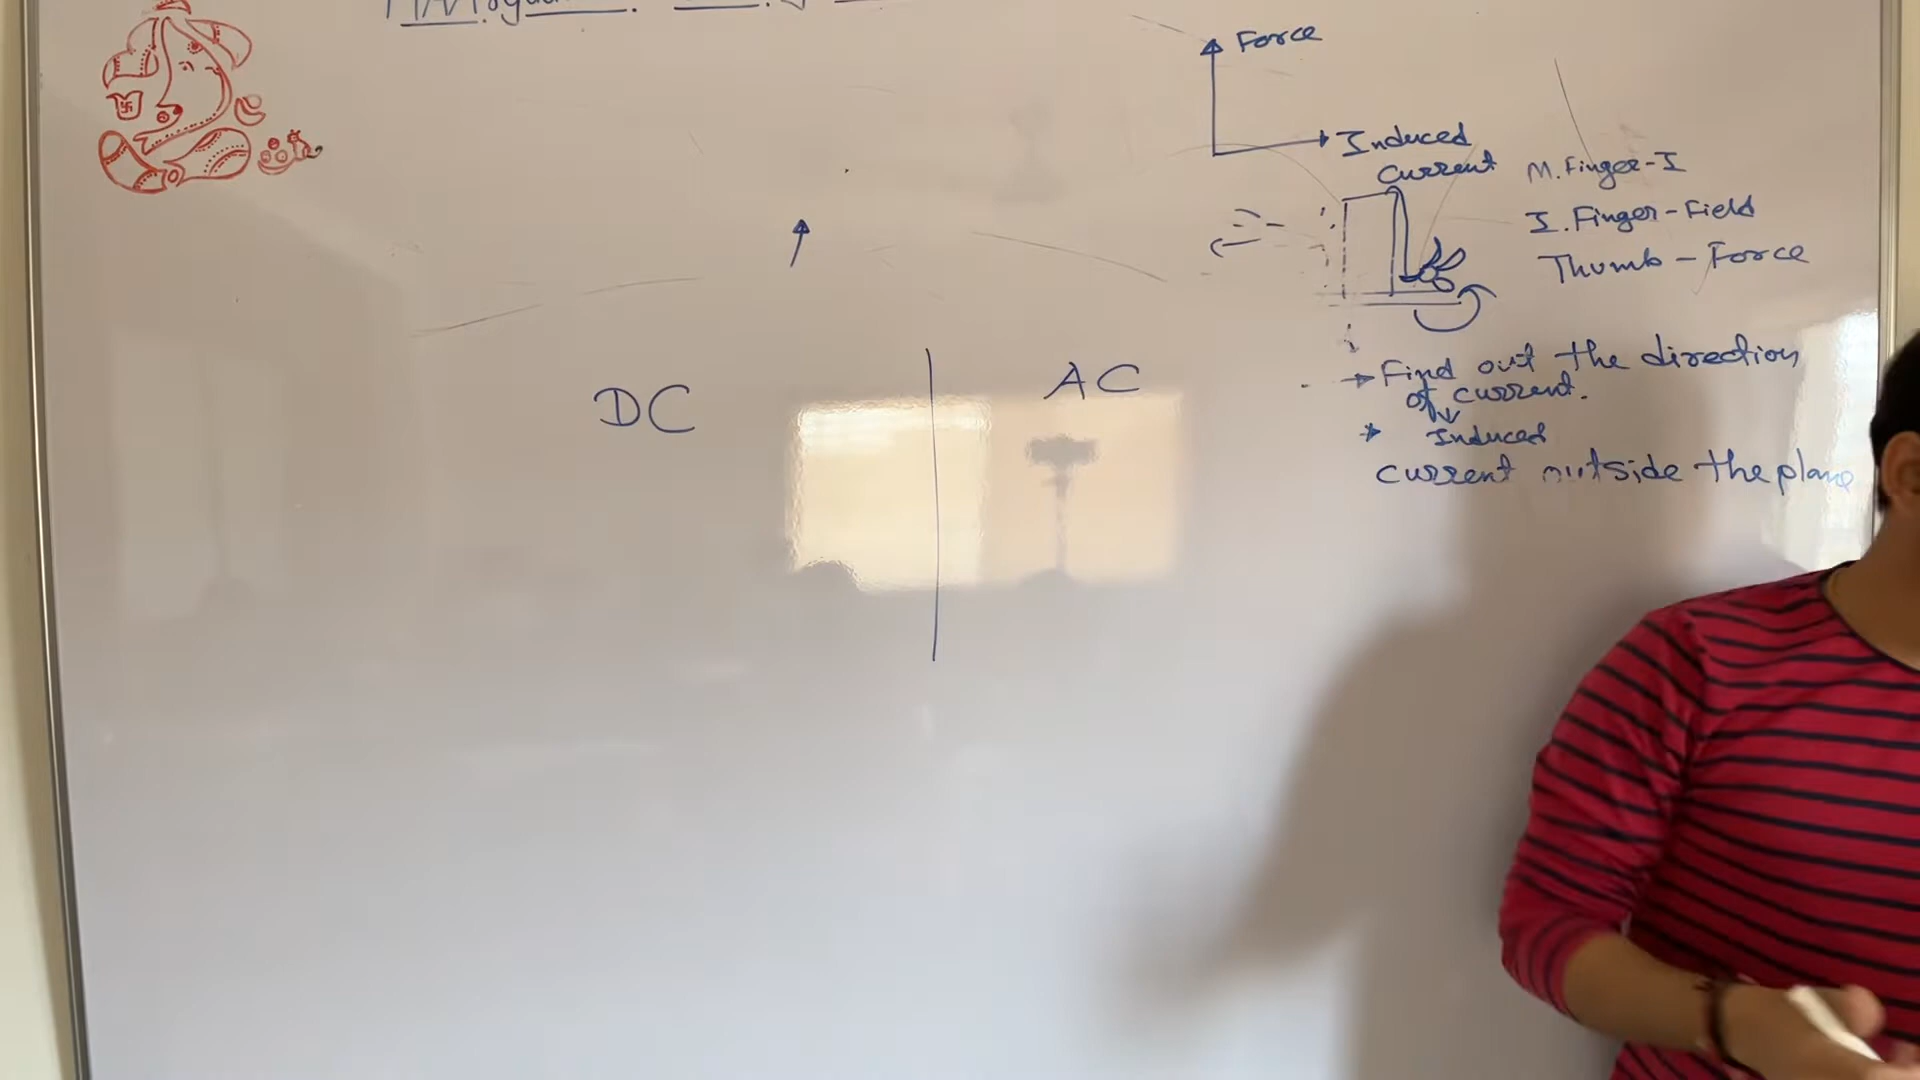 Force
Induced
Current
M. Finger-I
I. Finger-Field
Thumb - Force
DC
AC
→ Find out the direction
of current.
Induced
current outside the plane